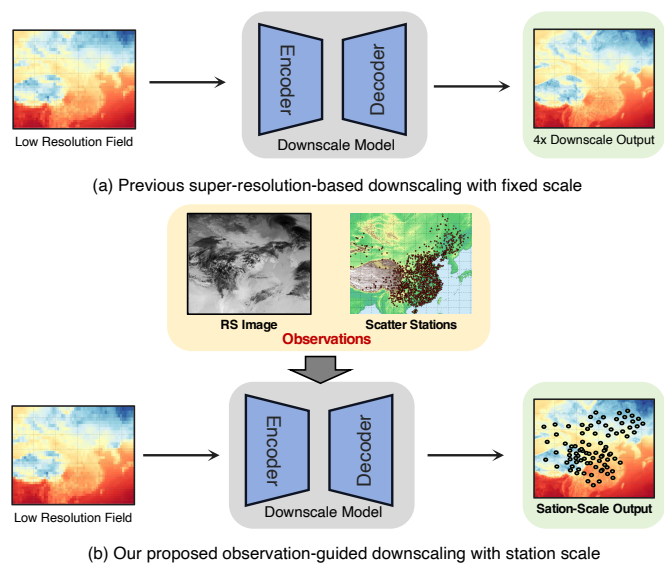 Encoder
Decoder
Low Resolution Field
Downscale Model
4x Downscale Output
(a) Previous super-resolution-based downscaling with fixed scale
RS Image
Scatter Stations
Observations
Encoder
Decoder
Low Resolution Field
Downscale Model
Sation-Scale Output
(b) Our proposed observation-guided downscaling with station scale